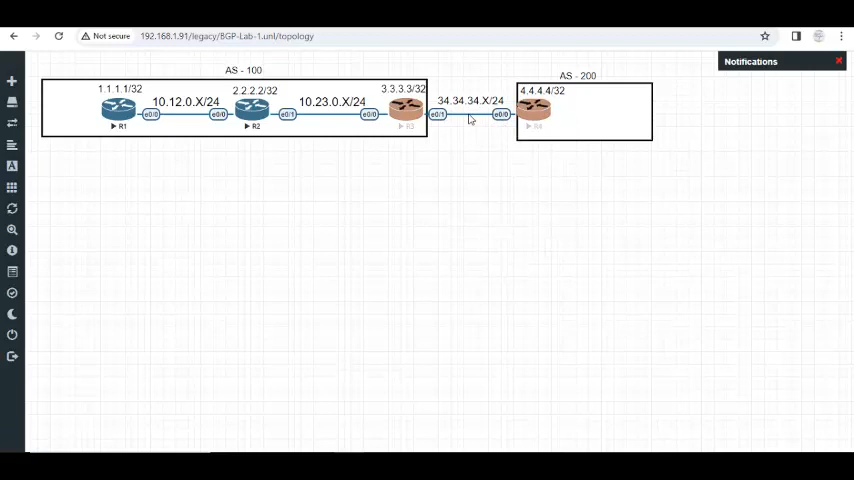 Not secure
192.168.1.91/legacy/BGP-Lab-1.unl/topology
Notifications
AS - 100
AS - 200
1.1.1.1/32
2.2.2.2/32
3.3.3.3/32
4.4.4.4/32
10.12.0.X/24
10.23.0.X/24
34.34.34.X/24
e0/0
e0/0
e0/1
e0/0
e0/1
e0/0
R1
R2
R3
R4